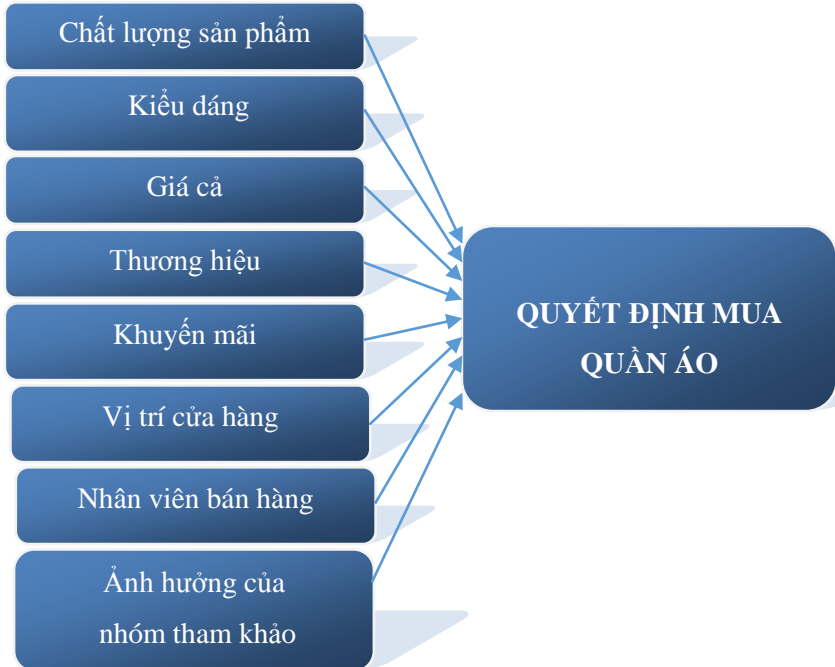 Chất lượng sản phẩm
Kiểu dáng
Giá cả
Thương hiệu
Khuyến mãi
Vị trí cửa hàng
Nhân viên bán hàng
Ảnh hưởng của
nhóm tham khảo
QUYẾT ĐỊNH MUA
QUẦN ÁO